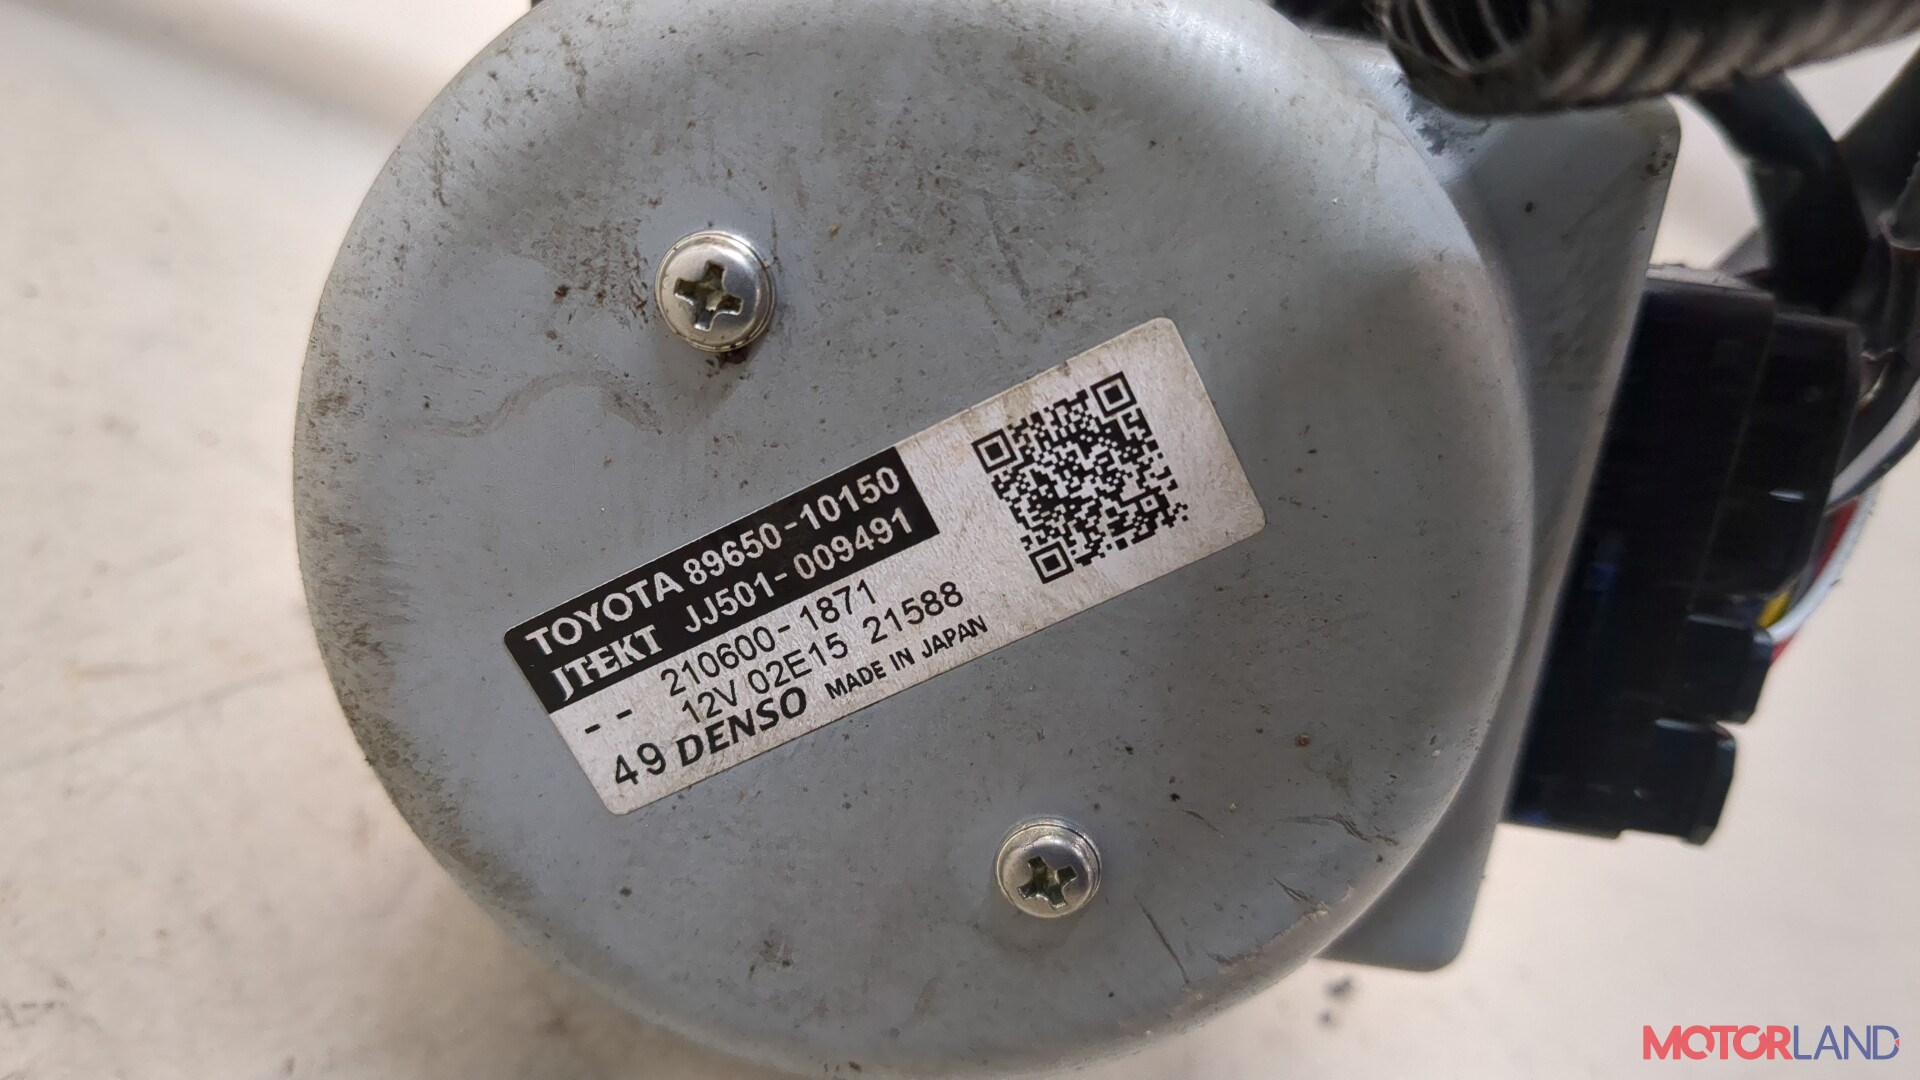 TOYOTA 89650-10150
JTEKT JJ501-009491
-- 210600-1871
12V 02E15 21588
49 DENSO MADE IN JAPAN
MOTORLAND